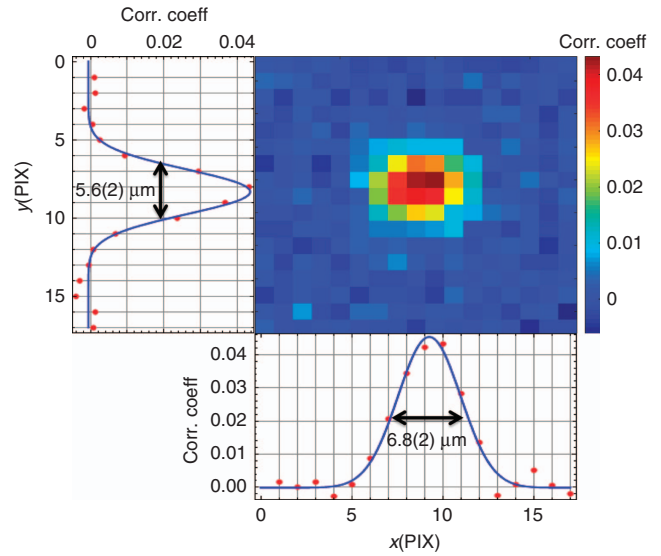 Corr. coeff
0 0.02 0.04
0
5
10
15
y(PIX)
5.6(2) µm
Corr. coeff
0.04
0.03
0.02
0.01
0
0.04
0.03
0.02
0.01
0.00
Corr. coeff
6.8(2) µm
0 5 10 15
x(PIX)